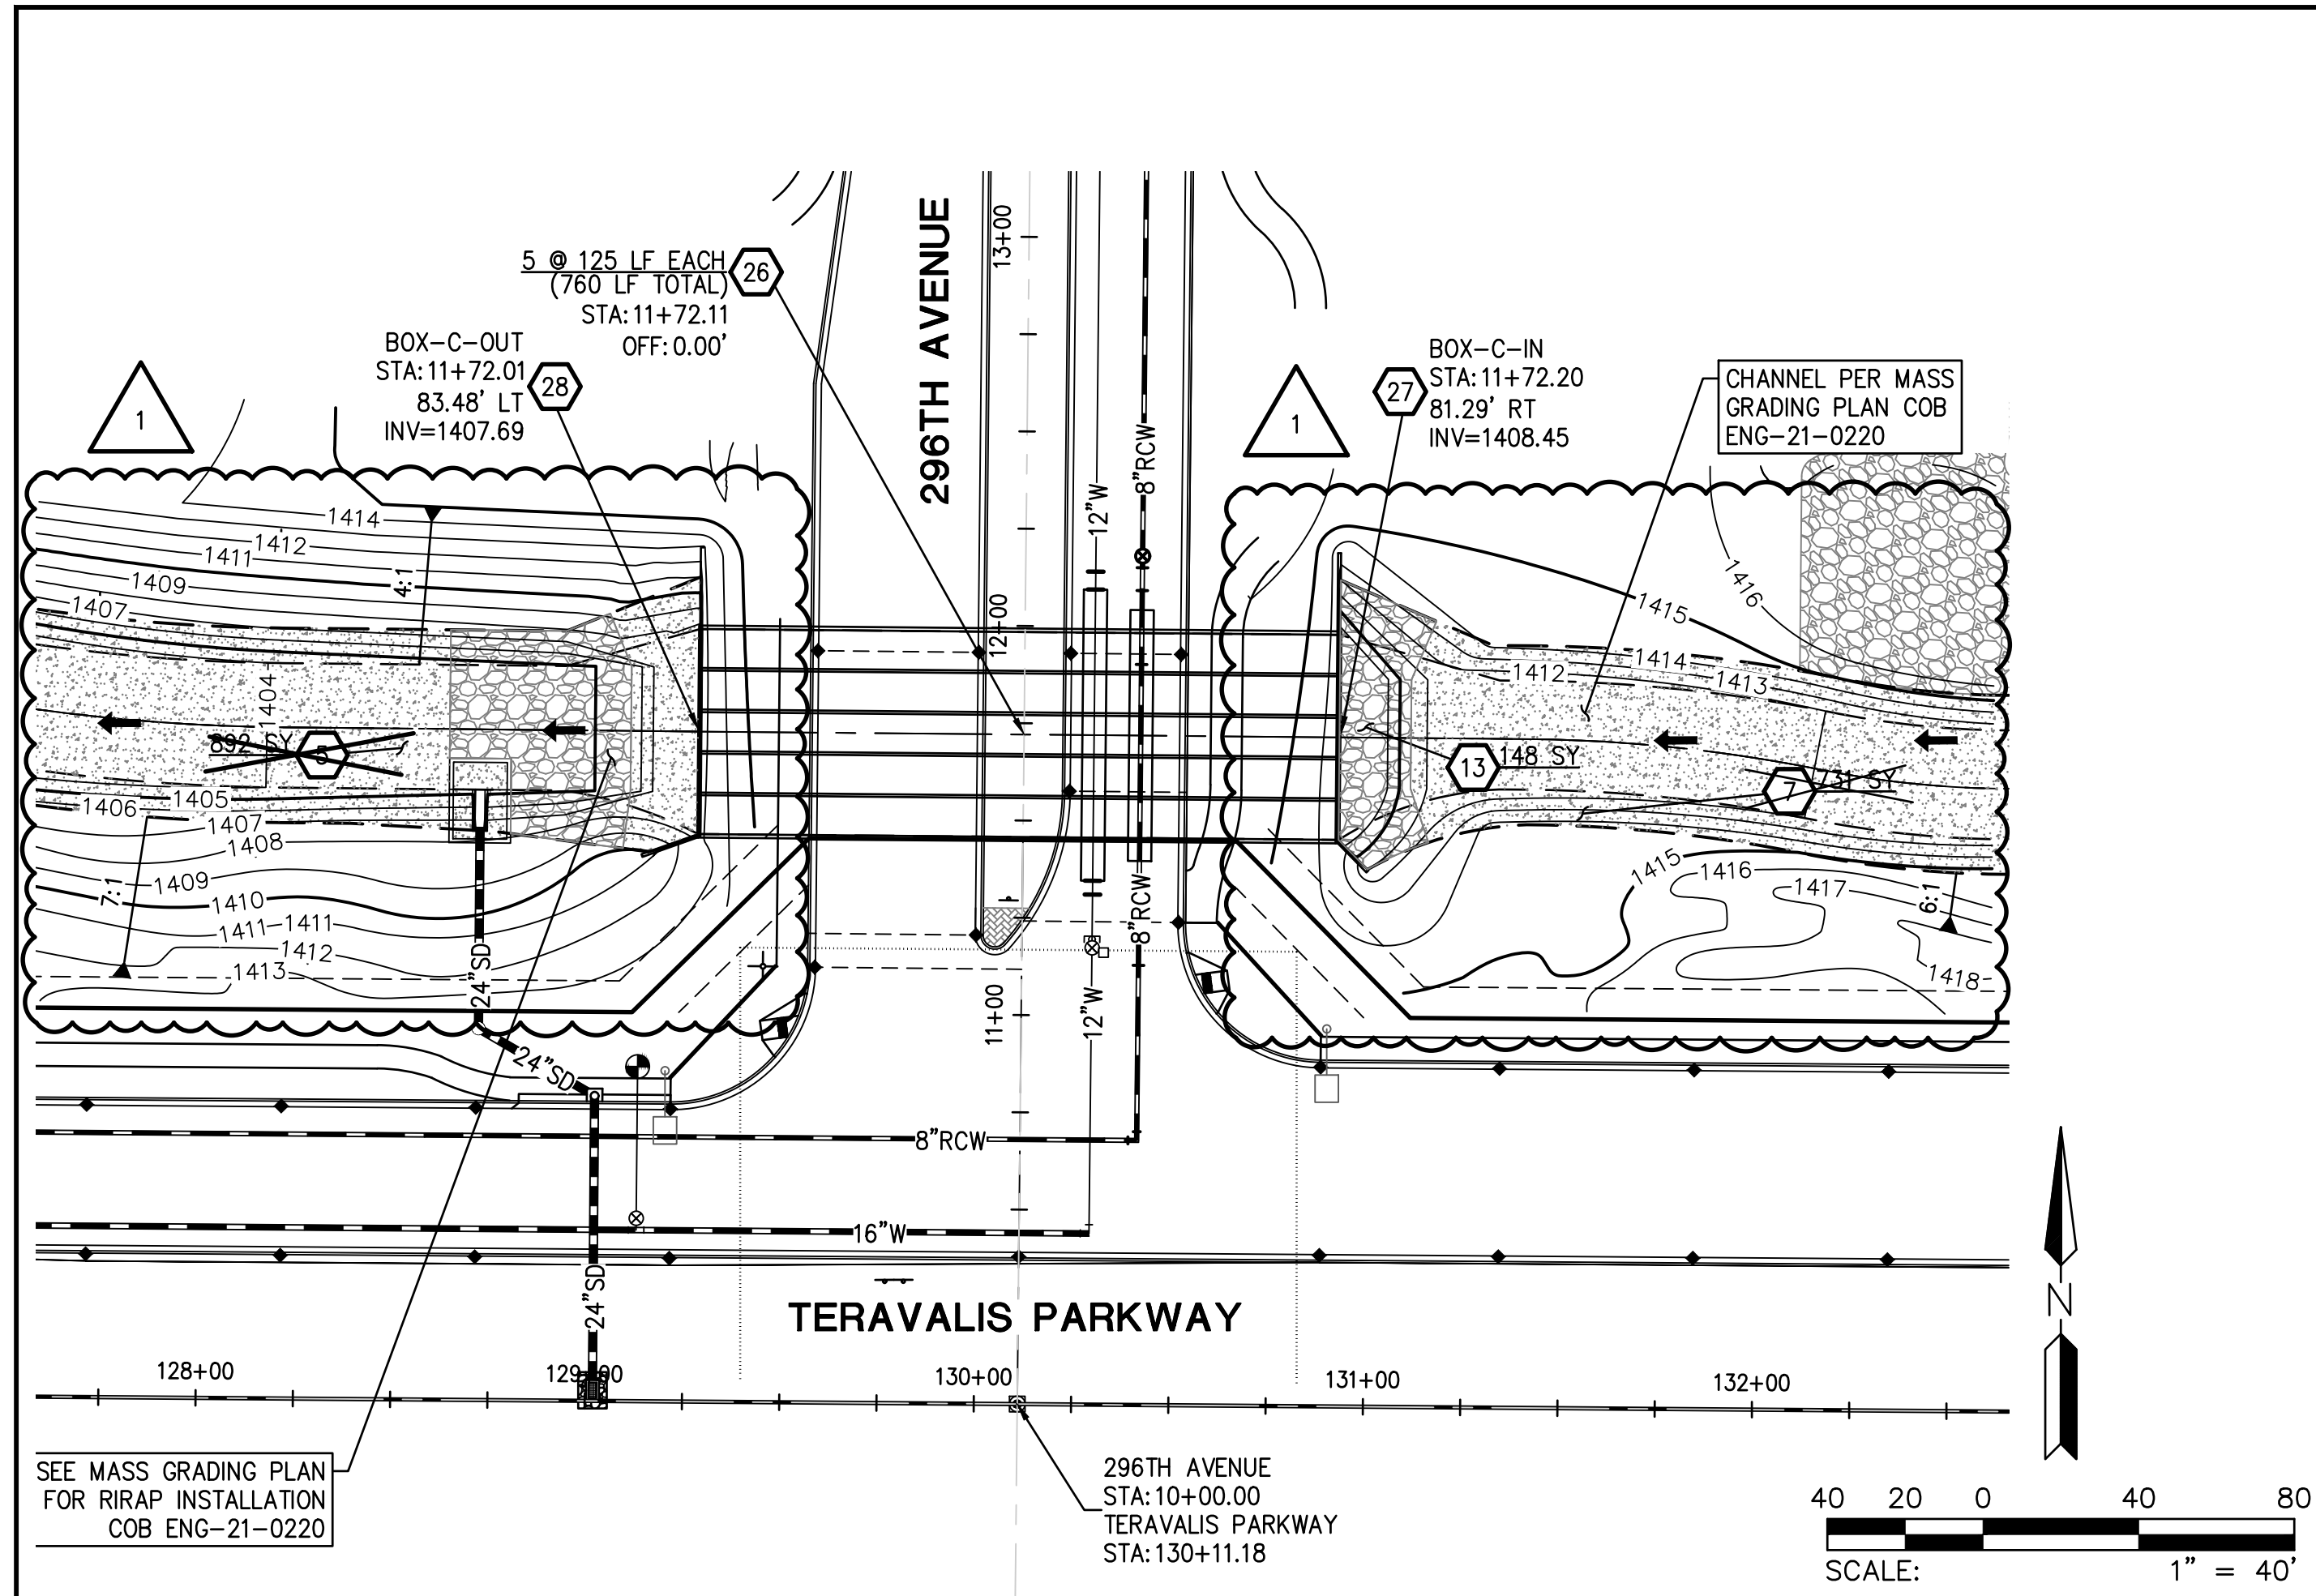 5 @ 125 LF EACH
(760 LF TOTAL)
STA:11+72.11
OFF:0.00'
26
BOX-C-OUT
STA:11+72.01
83.48' LT
INV=1407.69
28
1
296TH AVENUE
13+00
12+00
11+00
12"W
8"RCW
BOX-C-IN
STA:11+72.20
81.29' RT
INV=1408.45
27
1
CHANNEL PER MASS
GRADING PLAN COB
ENG-21-0220
1414
1412
1411
1409
1407
4:1
1404
892 SY
5
1406
1405
1407
1408
1409
1410
1411
1411
1412
1413
7:1
24"SD
24"SD
24"SD
1416
1415
1414
1413
1412
13
148 SY
7
731 SY
1415
1416
1417
1418
6:1
8"RCW
12"W
8"RCW
16"W
TERAVALIS PARKWAY
128+00
129+00
130+00
131+00
132+00
SEE MASS GRADING PLAN
FOR RIRAP INSTALLATION
COB ENG-21-0220
296TH AVENUE
STA:10+00.00
TERAVALIS PARKWAY
STA:130+11.18
N
40 20 0 40 80
SCALE: 1" = 40'